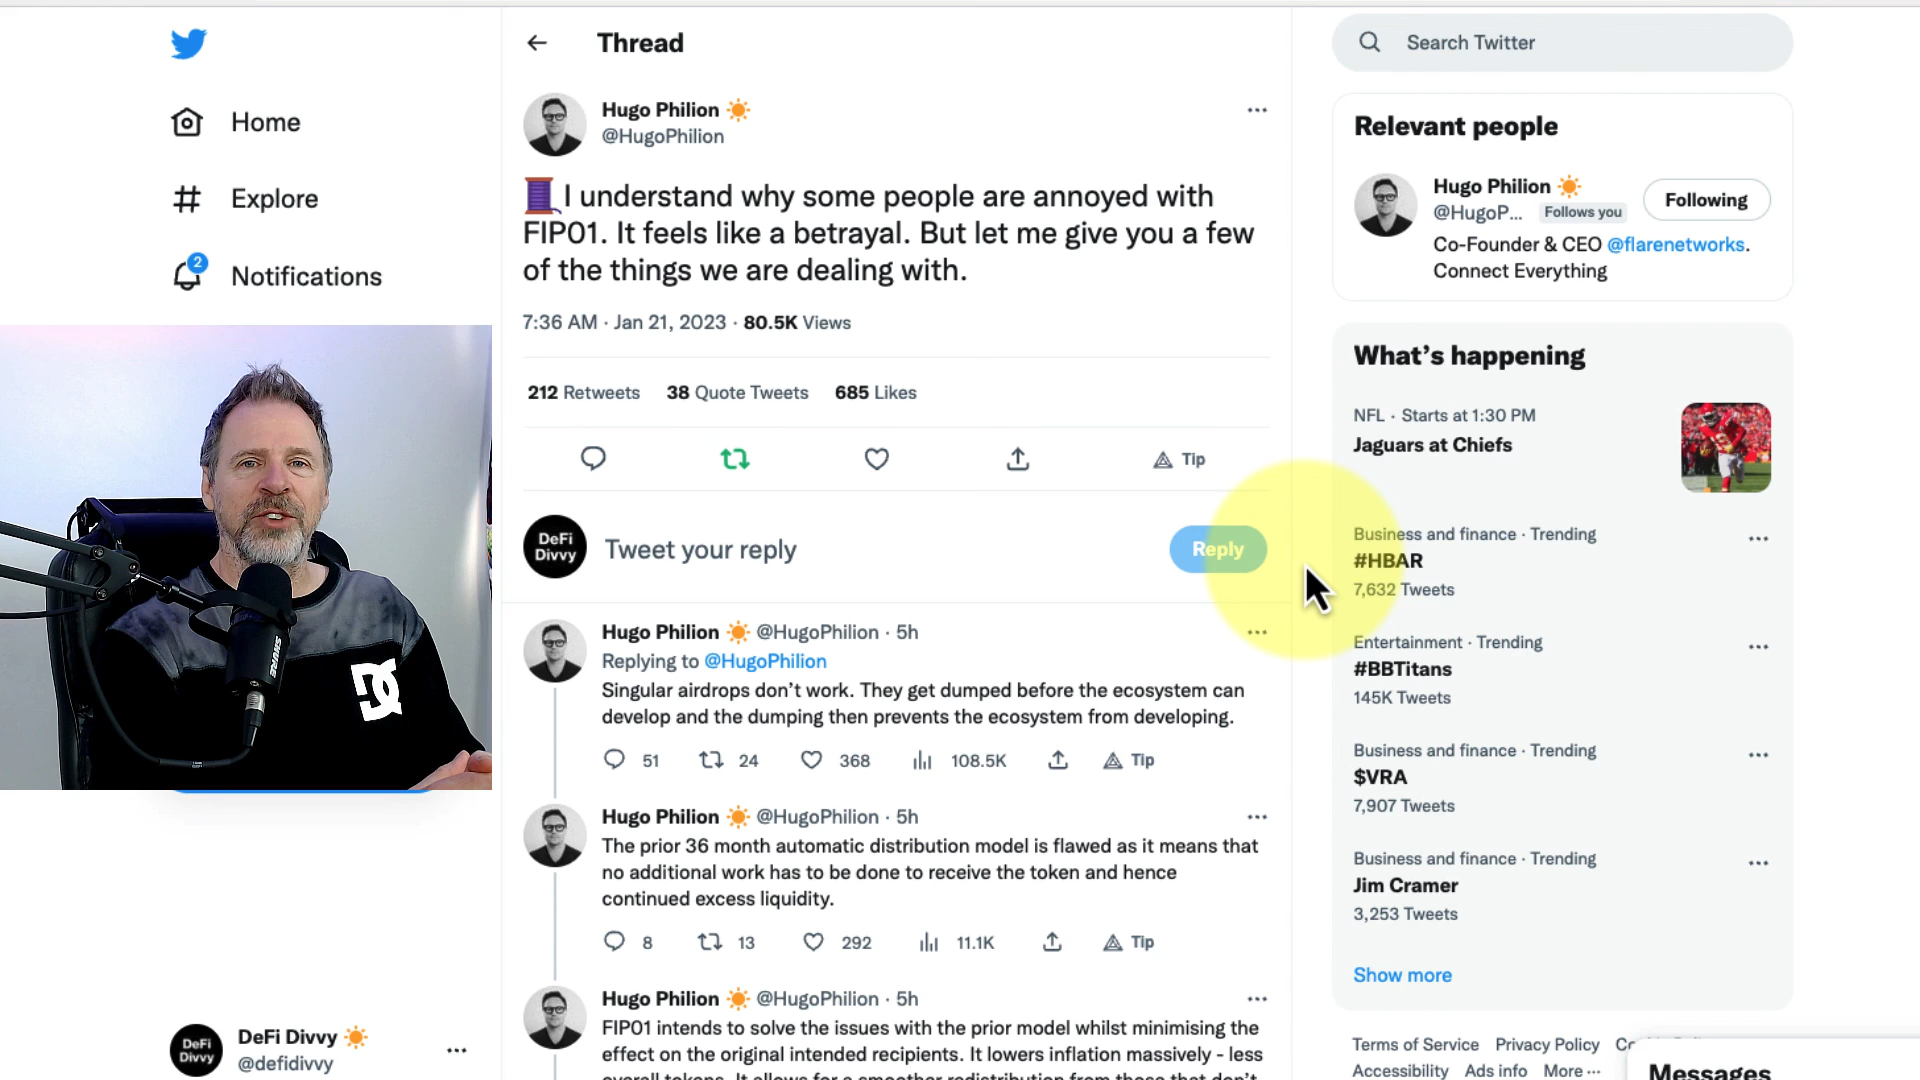 Thread
Search Twitter
Home
Explore
2
Notifications
Hugo Philion
@HugoPhilion
I understand why some people are annoyed with
FIP01. It feels like a betrayal. But let me give you a few
of the things we are dealing with.
7:36 AM · Jan 21, 2023 · 80.5K Views
212 Retweets 38 Quote Tweets 685 Likes
Tip
DeFi
Divvy
Tweet your reply
Reply
Hugo Philion @HugoPhilion · 5h
Replying to @HugoPhilion
Singular airdrops don't work. They get dumped before the ecosystem can
develop and the dumping then prevents the ecosystem from developing.
51 24 368 108.5K Tip
Hugo Philion @HugoPhilion · 5h
The prior 36 month automatic distribution model is flawed as it means that
no additional work has to be done to receive the token and hence
continued excess liquidity.
8 13 292 11.1K Tip
Hugo Philion @HugoPhilion · 5h
FIP01 intends to solve the issues with the prior model whilst minimising the
effect on the original intended recipients. It lowers inflation massively - less
overall tokens. It allows for a smoother redistribution from those that don't
Relevant people
Hugo Philion
@HugoP... Follows you
Following
Co-Founder & CEO @flarenetworks.
Connect Everything
What's happening
NFL · Starts at 1:30 PM
Jaguars at Chiefs
Business and finance · Trending
#HBAR
7,632 Tweets
Entertainment · Trending
#BBTitans
145K Tweets
Business and finance · Trending
$VRA
7,907 Tweets
Business and finance · Trending
Jim Cramer
3,253 Tweets
Show more
Terms of Service Privacy Policy
Accessibility Ads info More ...
Messages
SHURE
DC
DeFi
Divvy
DeFi Divvy
@defidivvy